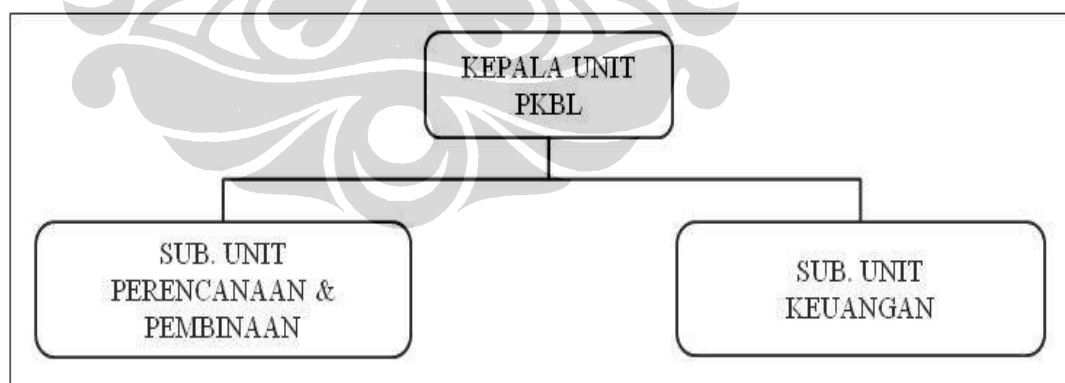 KEPALA UNIT
PKBL
SUB. UNIT
PERENCANAAN &
PEMBINAAN
SUB. UNIT
KEUANGAN